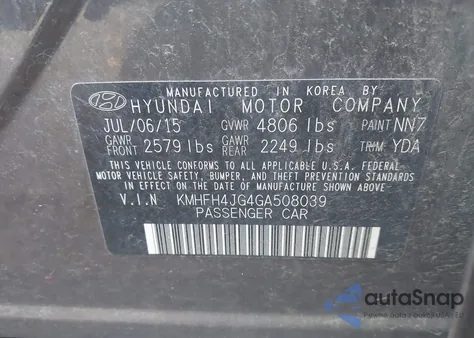 MANUFACTURED IN KOREA BY
HYUNDAI MOTOR COMPANY
JUL/06/15 GVWR 4806 lbs PAINT NN7
GAWR FRONT 2579 lbs GAWR REAR 2249 lbs TRIM YDA
THIS VEHICLE CONFORMS TO ALL APPLICABLE U.S.A. FEDERAL
MOTOR VEHICLE SAFETY, BUMPER, AND THEFT PREVENTION STANDARDS
IN EFFECT ON THE DATE OF MANUFACTURE SHOWN ABOVE.
V.I.N KMHFH4JG4GA508039
PASSENGER CAR
autaSnap